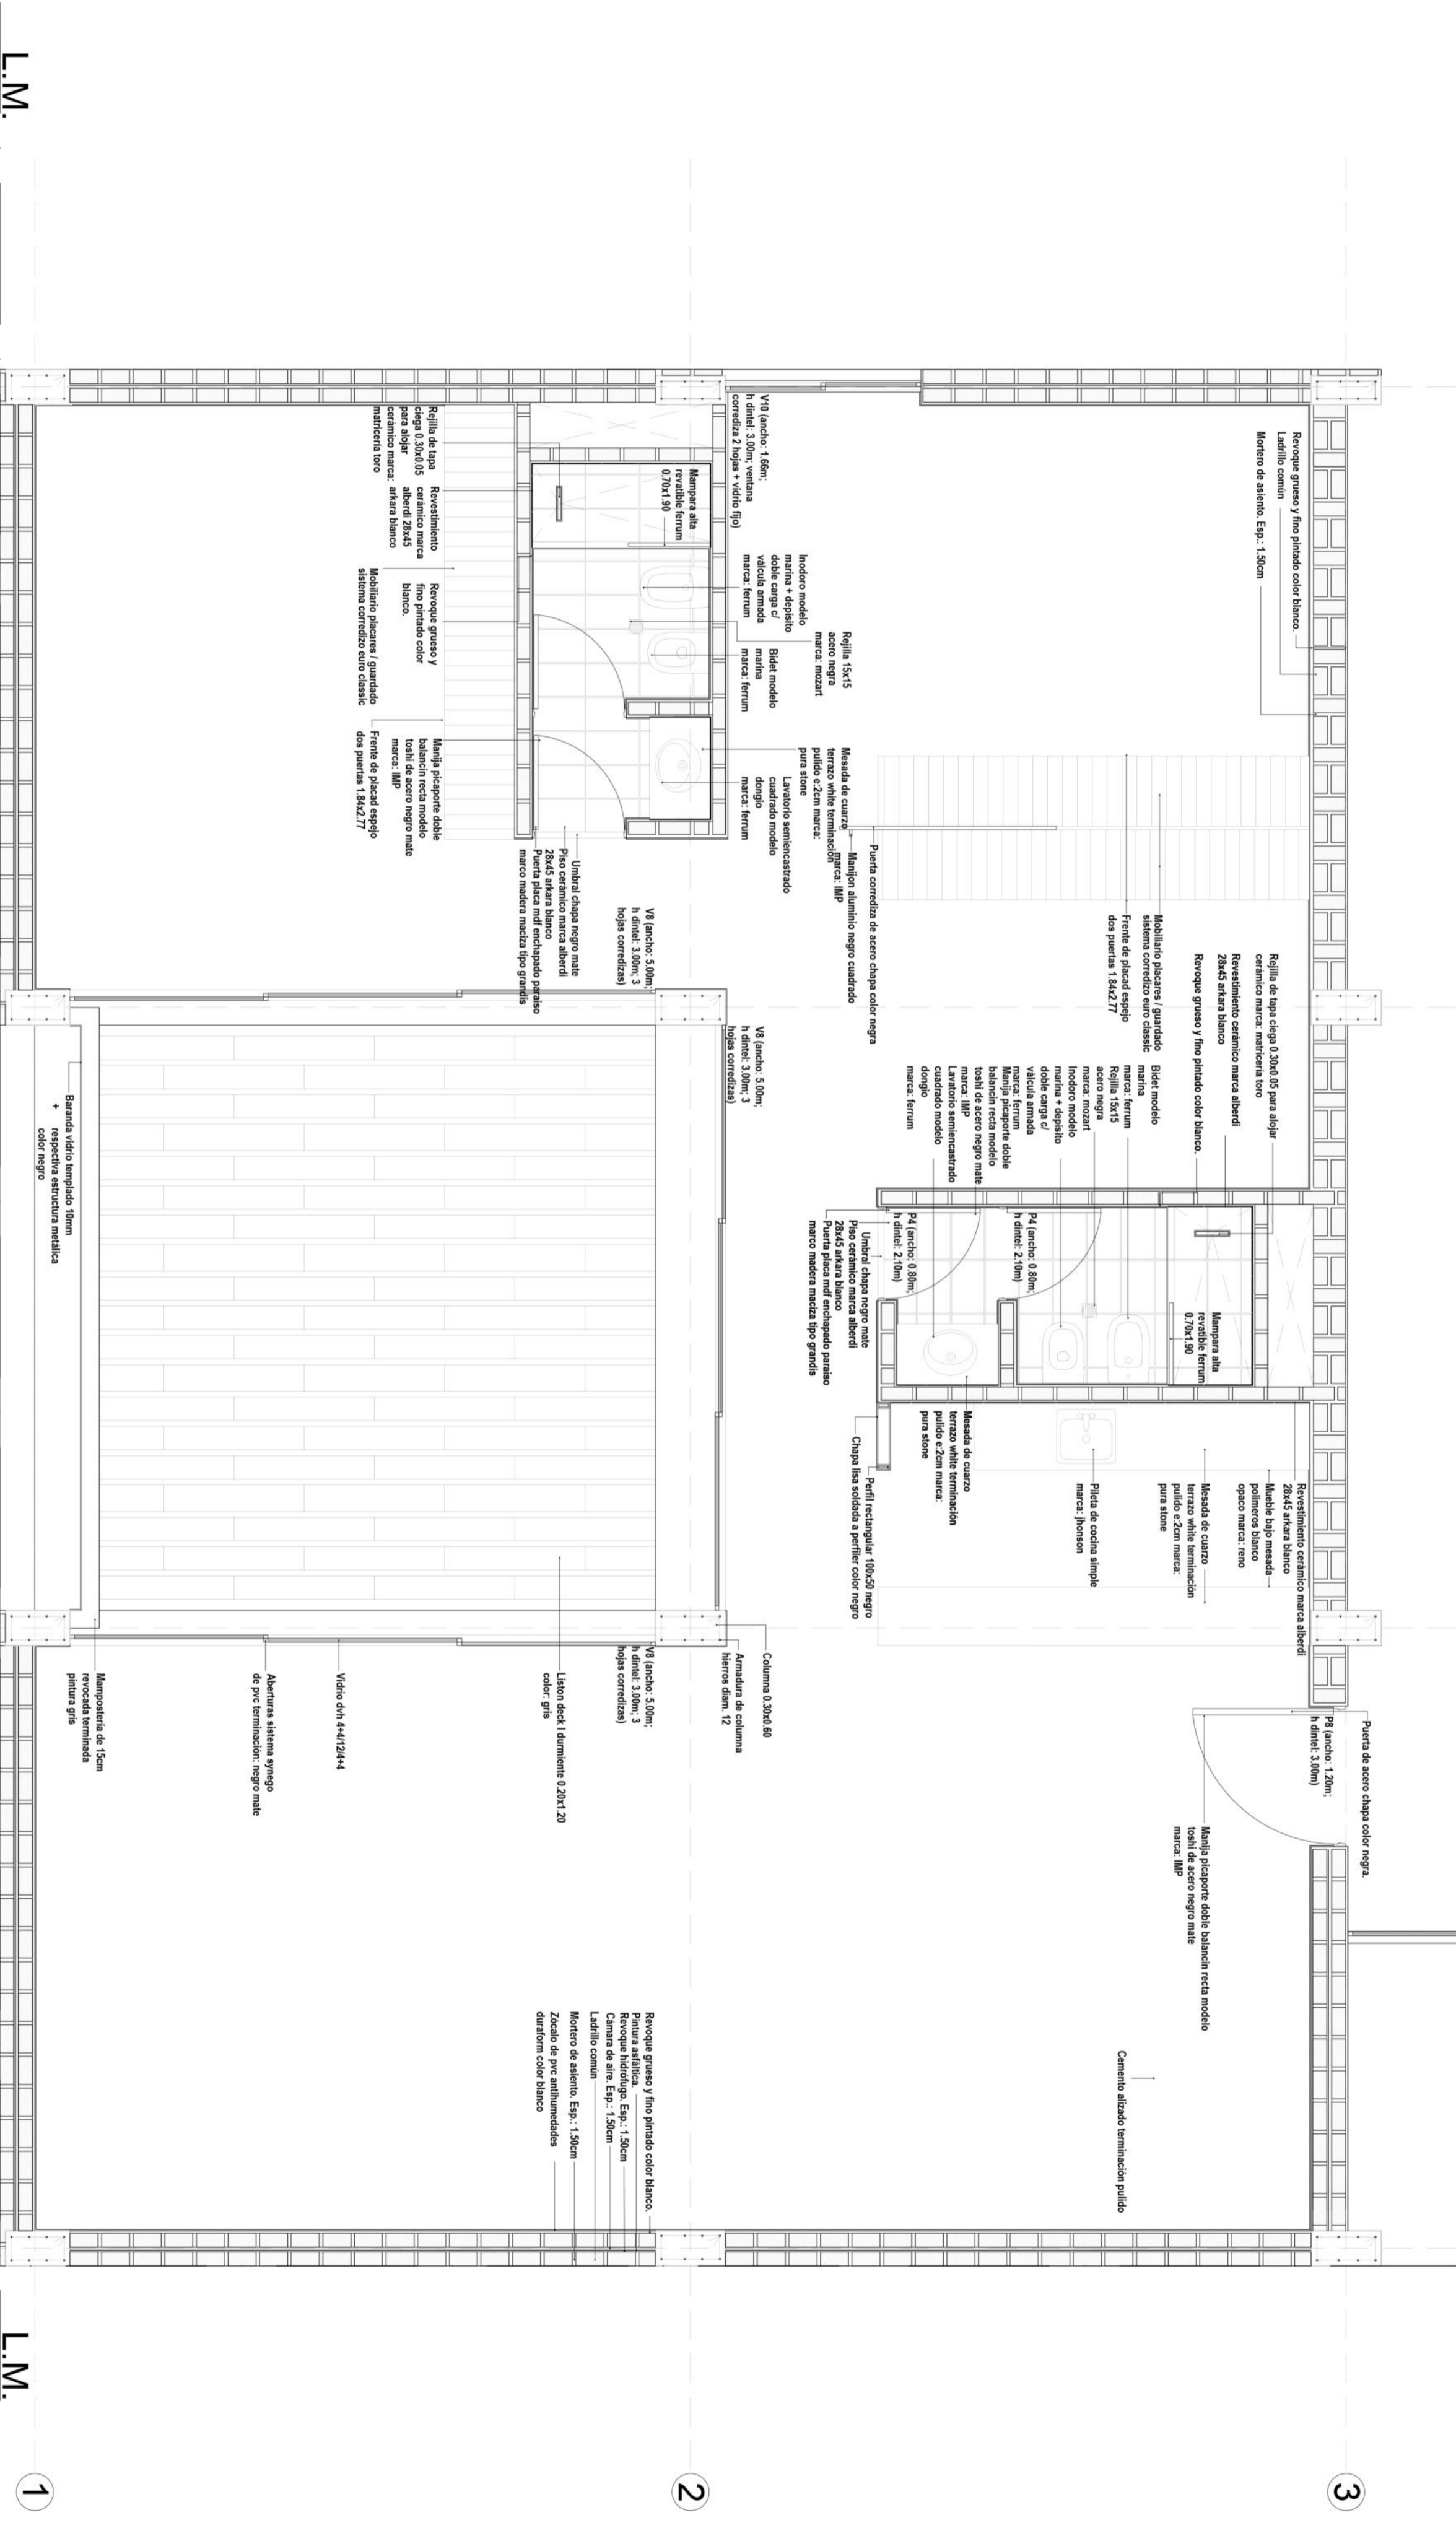 L.M.
L.M.
3
2
1
Puerta de acero chapa color negra.
P8 (ancho: 1.20m;
h dintel: 3.00m)
Revoque grueso y fino pintado color blanco.
Ladrillo común
Mortero de asiento. Esp.: 1.50cm
Rejilla de tapa ciega 0.30x0.05 para alojar
cerámico marca: matriceria toro
Revestimiento cerámico marca alberdi
28x45 arkara blanco
Revoque grueso y fino pintado color blanco.
Mampara alta
revatible ferrum
0.70x1.90
Revestimiento cerámico marca alberdi
28x45 arkara blanco
Mueble bajo mesada
polimeros blanco
opaco marca: reno
Mesada de cuarzo
terrazo white terminación
pulido e:2cm marca:
pura stone
Manija picaporte doble balancin recta modelo
toshi de acero negro mate
marca: IMP
Cemento alizado terminación pulido
Mobiliario placares / guardado
sistema corredizo euro classic
Frente de placad espejo
dos puertas 1.84x2.77
Bidet modelo
marina
marca: ferrum
Rejilla 15x15
acero negra
marca: mozart
Inodoro modelo
marina + depisito
doble carga c/
válcula armada
marca: ferrum
Manija picaporte doble
balancin recta modelo
toshi de acero negro mate
marca: IMP
Lavatorio semiencastrado
cuadrado modelo
dongio
marca: ferrum
P4 (ancho: 0.80m;
h dintel: 2.10m)
P4 (ancho: 0.80m;
h dintel: 2.10m)
Pileta de cocina simple
marca: jhonson
Mesada de cuarzo
terrazo white terminación
pulido e:2cm marca:
pura stone
Umbral chapa negro mate
Piso cerámico marca alberdi
28x45 arkara blanco
Puerta placa mdf enchapado paraiso
marco madera maciza tipo grandis
Perfil rectangular 100x50 negro
Chapa lisa soldada a perfiler color negro
Puerta corrediza de acero chapa color negra
Manijon aluminio negro cuadrado
marca: IMP
V10 (ancho: 1.66m;
h dintel: 3.00m; ventana
corrediza 2 hojas + vidrio fijo)
Rejilla 15x15
acero negra
marca: mozart
Mesada de cuarzo
terrazo white terminación
pulido e:2cm marca:
pura stone
Inodoro modelo
marina + depisito
doble carga c/
válcula armada
marca: ferrum
Bidet modelo
marina
marca: ferrum
Lavatorio semiencastrado
cuadrado modelo
dongio
marca: ferrum
Mampara alta
revatible ferrum
0.70x1.90
V8 (ancho: 5.00m;
h dintel: 3.00m; 3
hojas corredizas)
Columna 0.30x0.60
Armadura de columna
hierros diam. 12
V8 (ancho: 5.00m;
h dintel: 3.00m; 3
hojas corredizas)
V8 (ancho: 5.00m;
h dintel: 3.00m; 3
hojas corredizas)
Umbral chapa negro mate
Piso cerámico marca alberdi
28x45 arkara blanco
Puerta placa mdf enchapado paraiso
marco madera maciza tipo grandis
Liston deck l durmiente 0.20x1.20
color: gris
Revoque grueso y fino pintado color blanco.
Pintura asfáltica.
Revoque hidrófugo. Esp.: 1.50cm
Cámara de aire. Esp.: 1.50cm
Ladrillo común
Mortero de asiento. Esp.: 1.50cm
Zócalo de pvc antihumedades
duraform color blanco
Rejilla de tapa
ciega 0.30x0.05
para alojar
cerámico marca:
matriceria toro
Revestimiento
cerámico marca
alberdi 28x45
arkara blanco
Revoque grueso y
fino pintado color
blanco.
Manija picaporte doble
balancin recta modelo
toshi de acero negro mate
marca: IMP
Mobiliario placares / guardado
sistema corredizo euro classic
Frente de placad espejo
dos puertas 1.84x2.77
Vidrio dvh 4+4/12/4+4
Aberturas sistema synego
de pvc terminación: negro mate
Mampostería de 15cm
revocada terminada
pintura gris
Baranda vidrio templado 10mm
+ respectiva estructura metálica
color negro